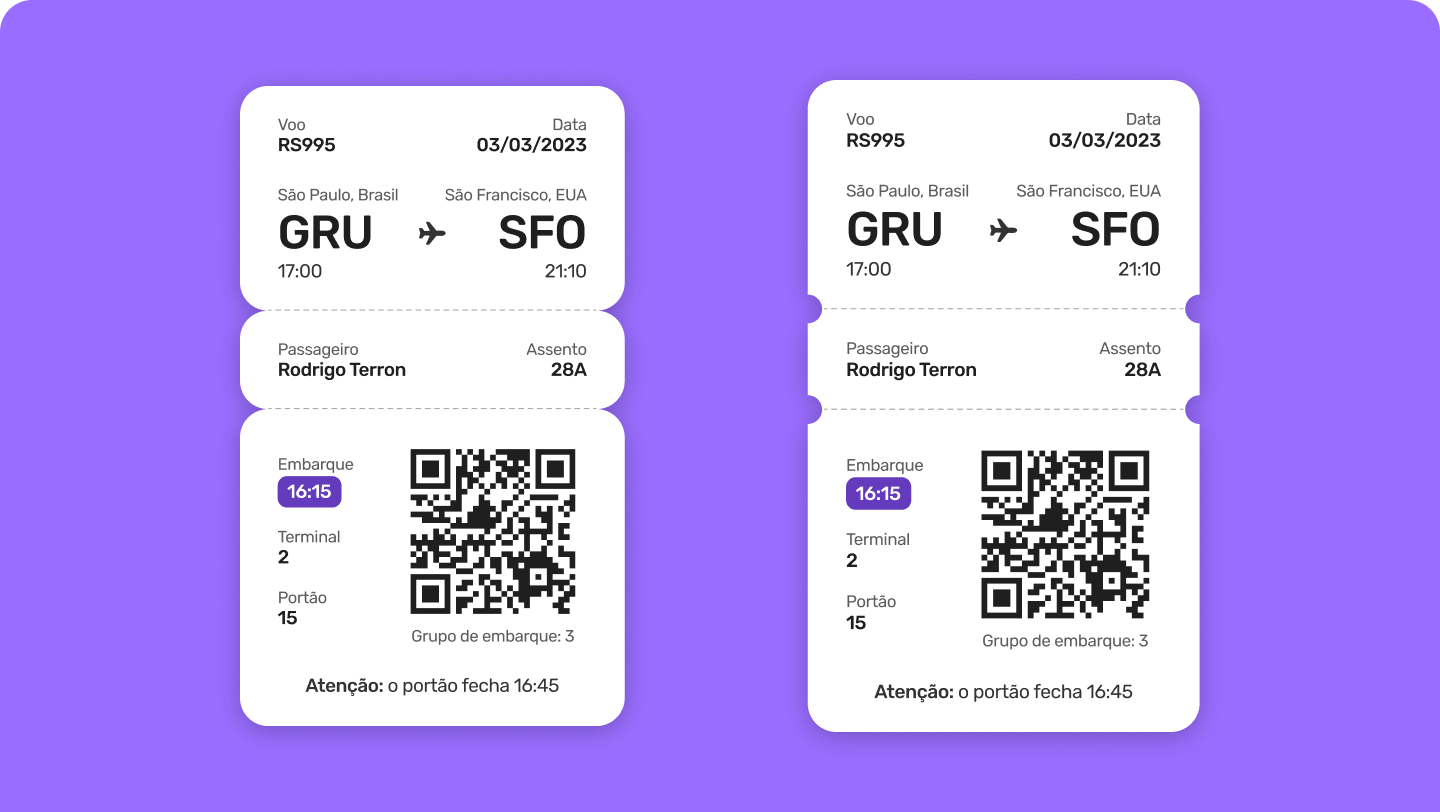 Voo Data
RS995 03/03/2023
São Paulo, Brasil São Francisco, EUA
GRU SFO
17:00 21:10
Passageiro Assento
Rodrigo Terron 28A
Embarque
16:15
Terminal
2
Portão
15
Grupo de embarque: 3
Atenção: o portão fecha 16:45
Voo Data
RS995 03/03/2023
São Paulo, Brasil São Francisco, EUA
GRU SFO
17:00 21:10
Passageiro Assento
Rodrigo Terron 28A
Embarque
16:15
Terminal
2
Portão
15
Grupo de embarque: 3
Atenção: o portão fecha 16:45